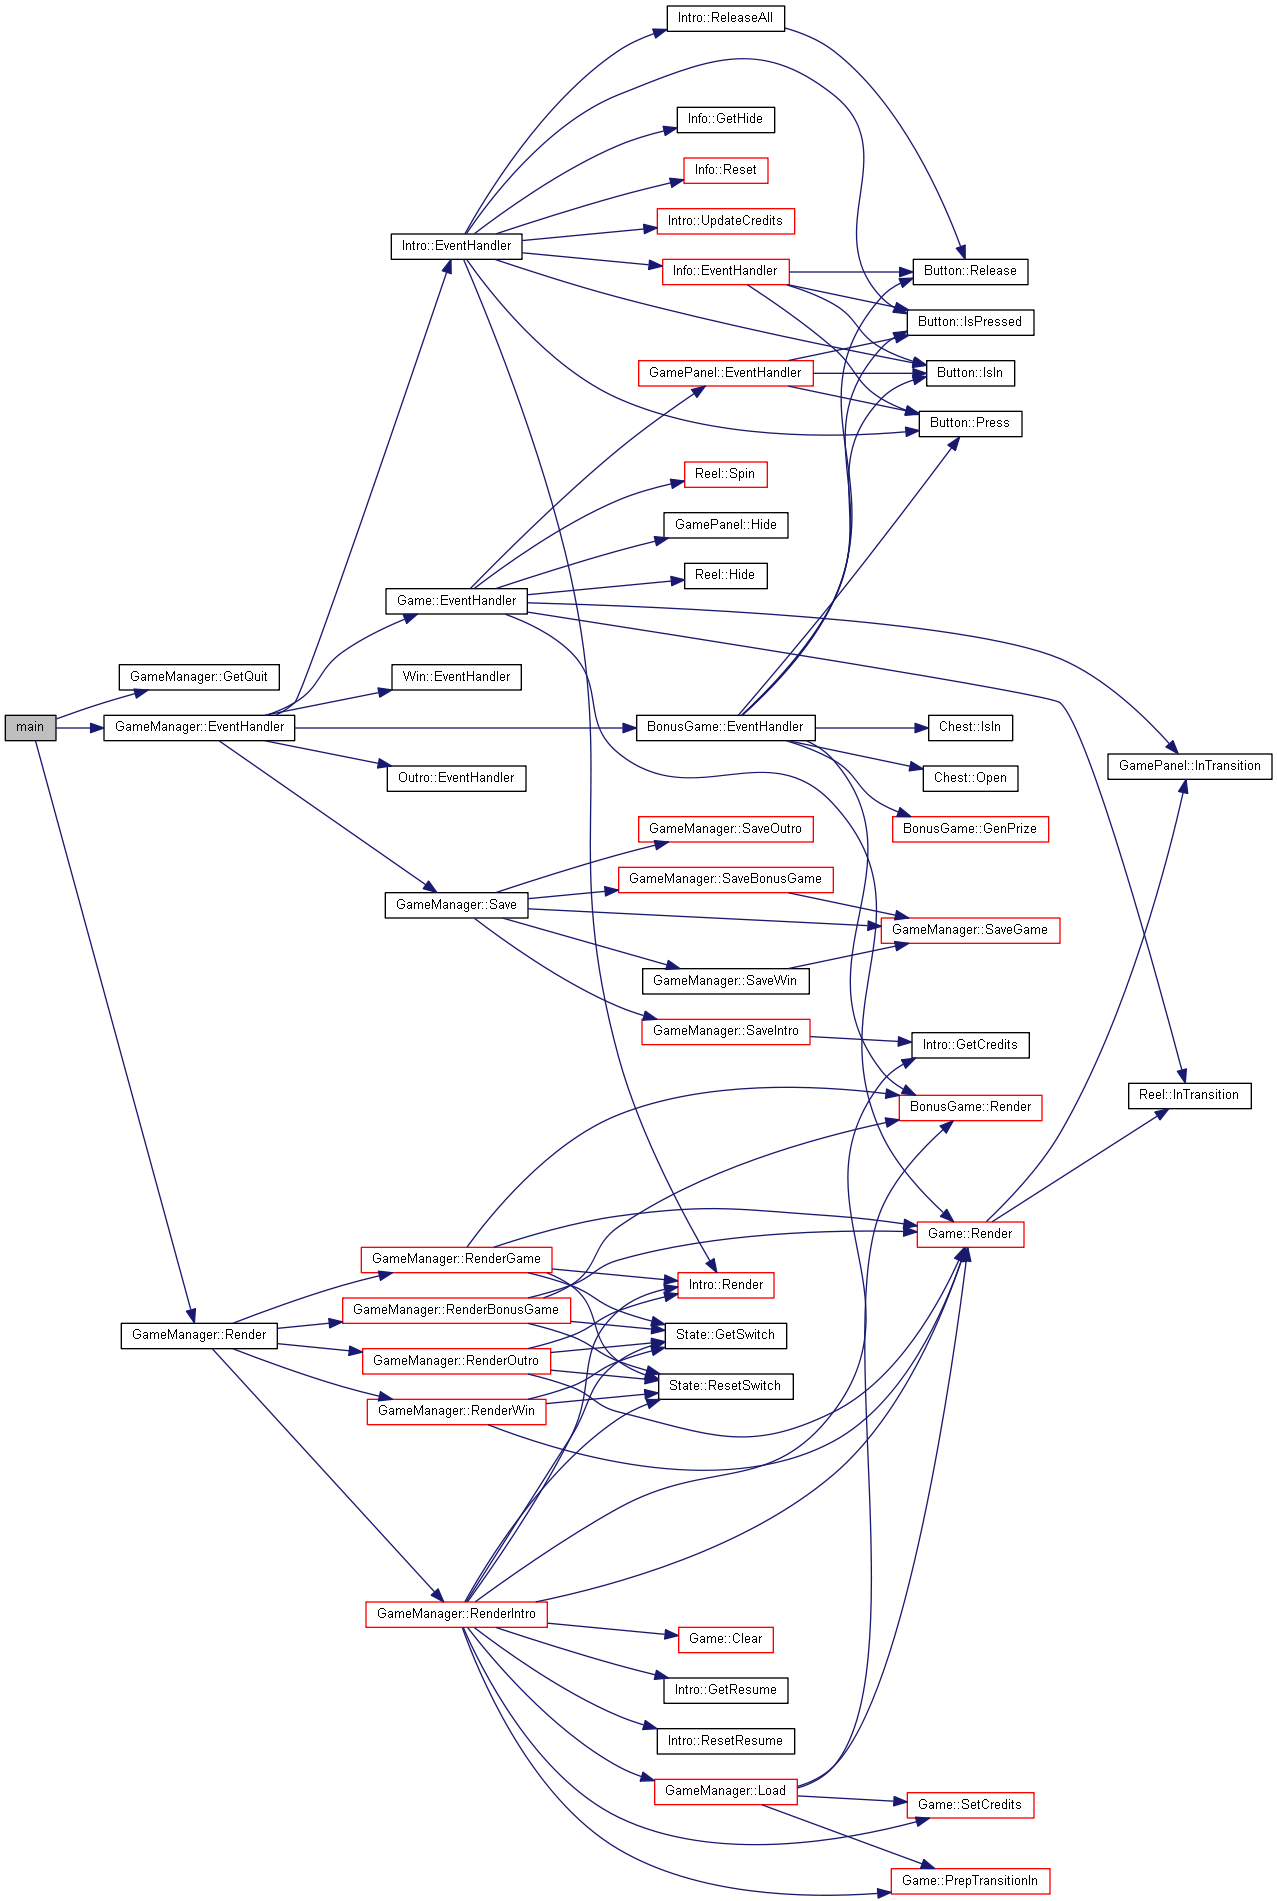 Intro::ReleaseAll
Info::GetHide
Info::Reset
Intro::UpdateCredits
Intro::EventHandler
Info::EventHandler
Button::Release
Button::IsPressed
GamePanel::EventHandler
Button::IsIn
Button::Press
Reel::Spin
GamePanel::Hide
Reel::Hide
Game::EventHandler
GameManager::GetQuit
Win::EventHandler
main
GameManager::EventHandler
BonusGame::EventHandler
Chest::IsIn
Outro::EventHandler
Chest::Open
GamePanel::InTransition
GameManager::SaveOutro
BonusGame::GenPrize
GameManager::SaveBonusGame
GameManager::Save
GameManager::SaveGame
GameManager::SaveWin
GameManager::SaveIntro
Intro::GetCredits
Reel::InTransition
BonusGame::Render
Game::Render
GameManager::RenderGame
Intro::Render
GameManager::RenderBonusGame
GameManager::Render
State::GetSwitch
GameManager::RenderOutro
State::ResetSwitch
GameManager::RenderWin
GameManager::RenderIntro
Game::Clear
Intro::GetResume
Intro::ResetResume
GameManager::Load
Game::SetCredits
Game::PrepTransitionIn